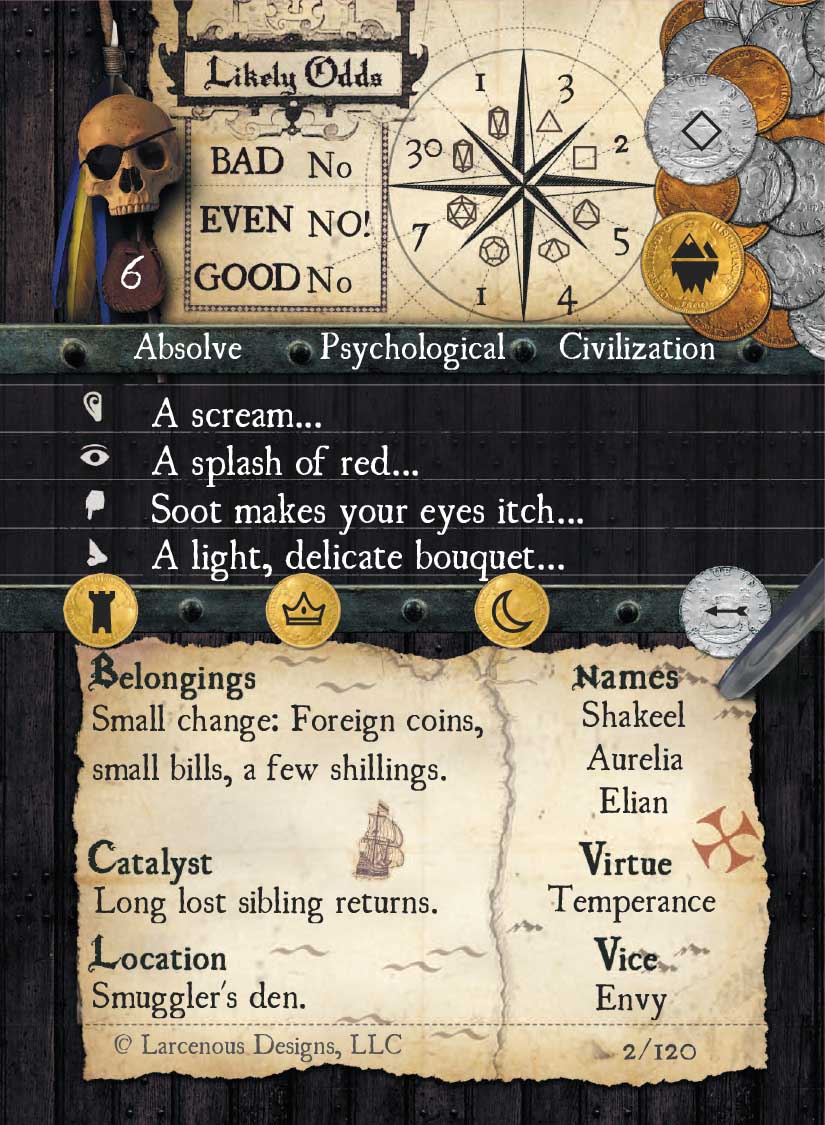 Likely Odds
BAD No
EVEN NO!
GOOD No
6
1
3
30
2
7
5
1
4
Absolve Psychological Civilization
A scream...
A splash of red...
Soot makes your eyes itch...
A light, delicate bouquet...
Belongings
Small change: Foreign coins,
small bills, a few shillings.
Catalyst
Long lost sibling returns.
Location
Smuggler's den.
Names
Shakeel
Aurelia
Elian
Virtue
Temperance
Vice
Envy
© Larcenous Designs, LLC
2/120